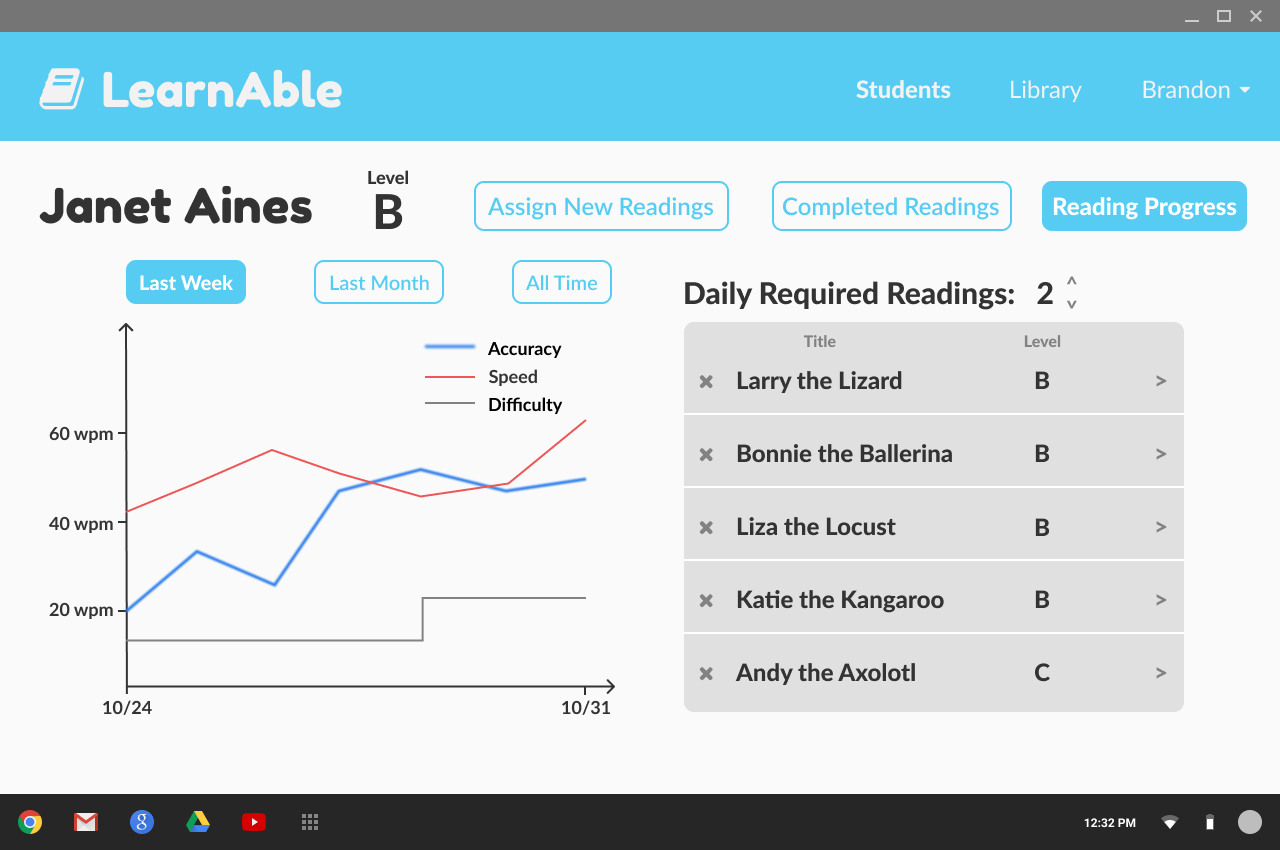 LearnAble
Students Library Brandon
Janet Aines
Level
B
Assign New Readings
Completed Readings
Reading Progress
Last Week
Last Month
All Time
Accuracy
Speed
Difficulty
60 wpm
40 wpm
20 wpm
10/24
10/31
Daily Required Readings: 2
Title Level
Larry the Lizard B
Bonnie the Ballerina B
Liza the Locust B
Katie the Kangaroo B
Andy the Axolotl C
12:32 PM